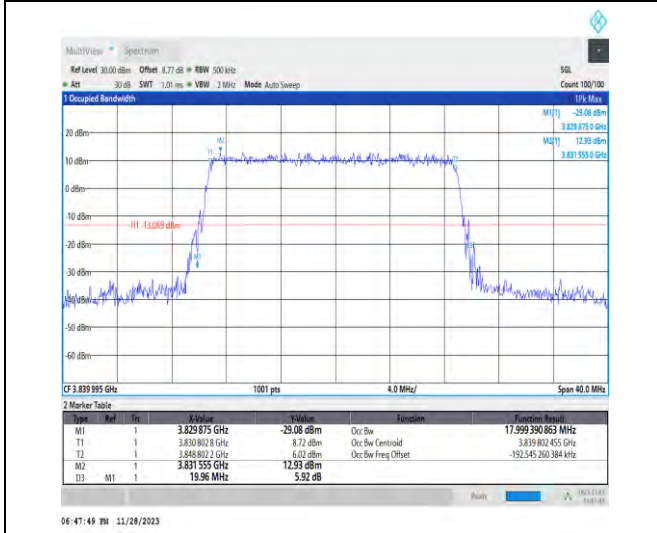 MultiView Spectrum
Ref Level 30.00 dBm Offset 8.77 dB RBW 500 kHz SGL
Att 30 dB SWT 1.01 ms VBW 2 MHz Mode Auto Sweep Count 100/100
1 Occupied Bandwidth 1Pk Max
M1[1] -29.08 dBm
3.829 875 0 GHz
M2[1] 12.93 dBm
3.831 555 0 GHz
20 dBm
M2
T1
10 dBm
0 dBm
-10 dBm
H1 -13.069 dBm
-20 dBm
M1
-30 dBm
-40 dBm
-50 dBm
-60 dBm
CF 3.839 995 GHz 1001 pts 4.0 MHz/ Span 40.0 MHz
2 Marker Table
Type Ref Trc X-Value Y-Value Function Function Result
M1 1 3.829 875 GHz -29.08 dBm Occ Bw 17.999 390 863 MHz
T1 1 3.830 802 8 GHz 8.72 dBm Occ Bw Centroid 3.839 802 455 GHz
T2 1 3.848 802 2 GHz 6.02 dBm Occ Bw Freq Offset -192.545 260 384 kHz
M2 1 3.831 555 GHz 12.93 dBm
D3 M1 1 19.96 MHz 5.92 dB
Ready
06:47:49 PM 11/28/2023